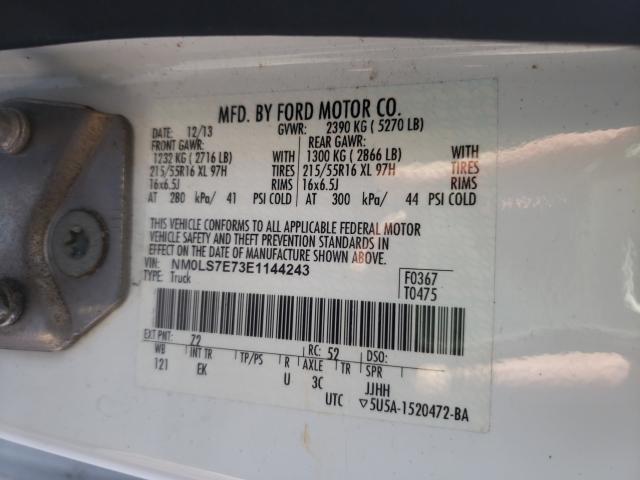 MFD. BY FORD MOTOR CO.
DATE: 12/13 GVWR: 2390 KG ( 5270 LB)
FRONT GAWR: REAR GAWR:
1232 KG ( 2716 LB) WITH 1300 KG ( 2866 LB) WITH
215/55R16 XL 97H TIRES 215/55R16 XL 97H TIRES
16x6.5J RIMS 16x6.5J RIMS
AT 280 kPa/ 41 PSI COLD AT 300 kPa/ 44 PSI COLD
THIS VEHICLE CONFORMS TO ALL APPLICABLE FEDERAL MOTOR
VEHICLE SAFETY AND THEFT PREVENTION STANDARDS IN
EFFECT ON THE DATE OF MANUFACTURE SHOWN ABOVE.
VIN: NM0LS7E73E1144243 F0367
TYPE: Truck T0475
EXT PNT: Z2 RC: 52 DSO:
WB INT TR TP/PS R AXLE TR SPR
121 EK U 3C JJHH
UTC ▽5U5A-1520472-BA